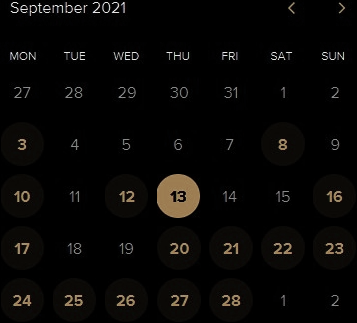 September 2021
MON TUE WED THU FRI SAT SUN
27 28 29 30 31 1 2
3 4 5 6 7 8 9
10 11 12 13 14 15 16
17 18 19 20 21 22 23
24 25 26 27 28 1 2